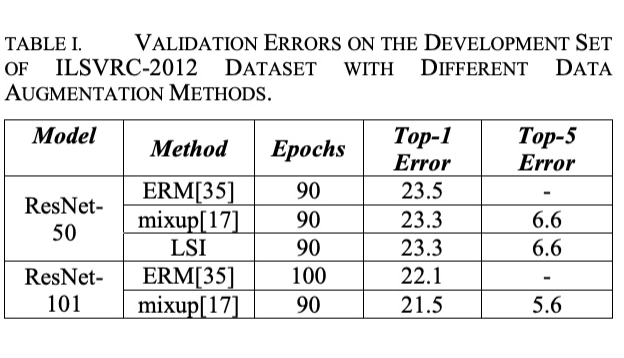 TABLE I. VALIDATION ERRORS ON THE DEVELOPMENT SET
OF ILSVRC-2012 DATASET WITH DIFFERENT DATA
AUGMENTATION METHODS.
Model Method Epochs Top-1 Error Top-5 Error
ResNet-50 ERM[35] 90 23.5 -
mixup[17] 90 23.3 6.6
LSI 90 23.3 6.6
ResNet-101 ERM[35] 100 22.1 -
mixup[17] 90 21.5 5.6